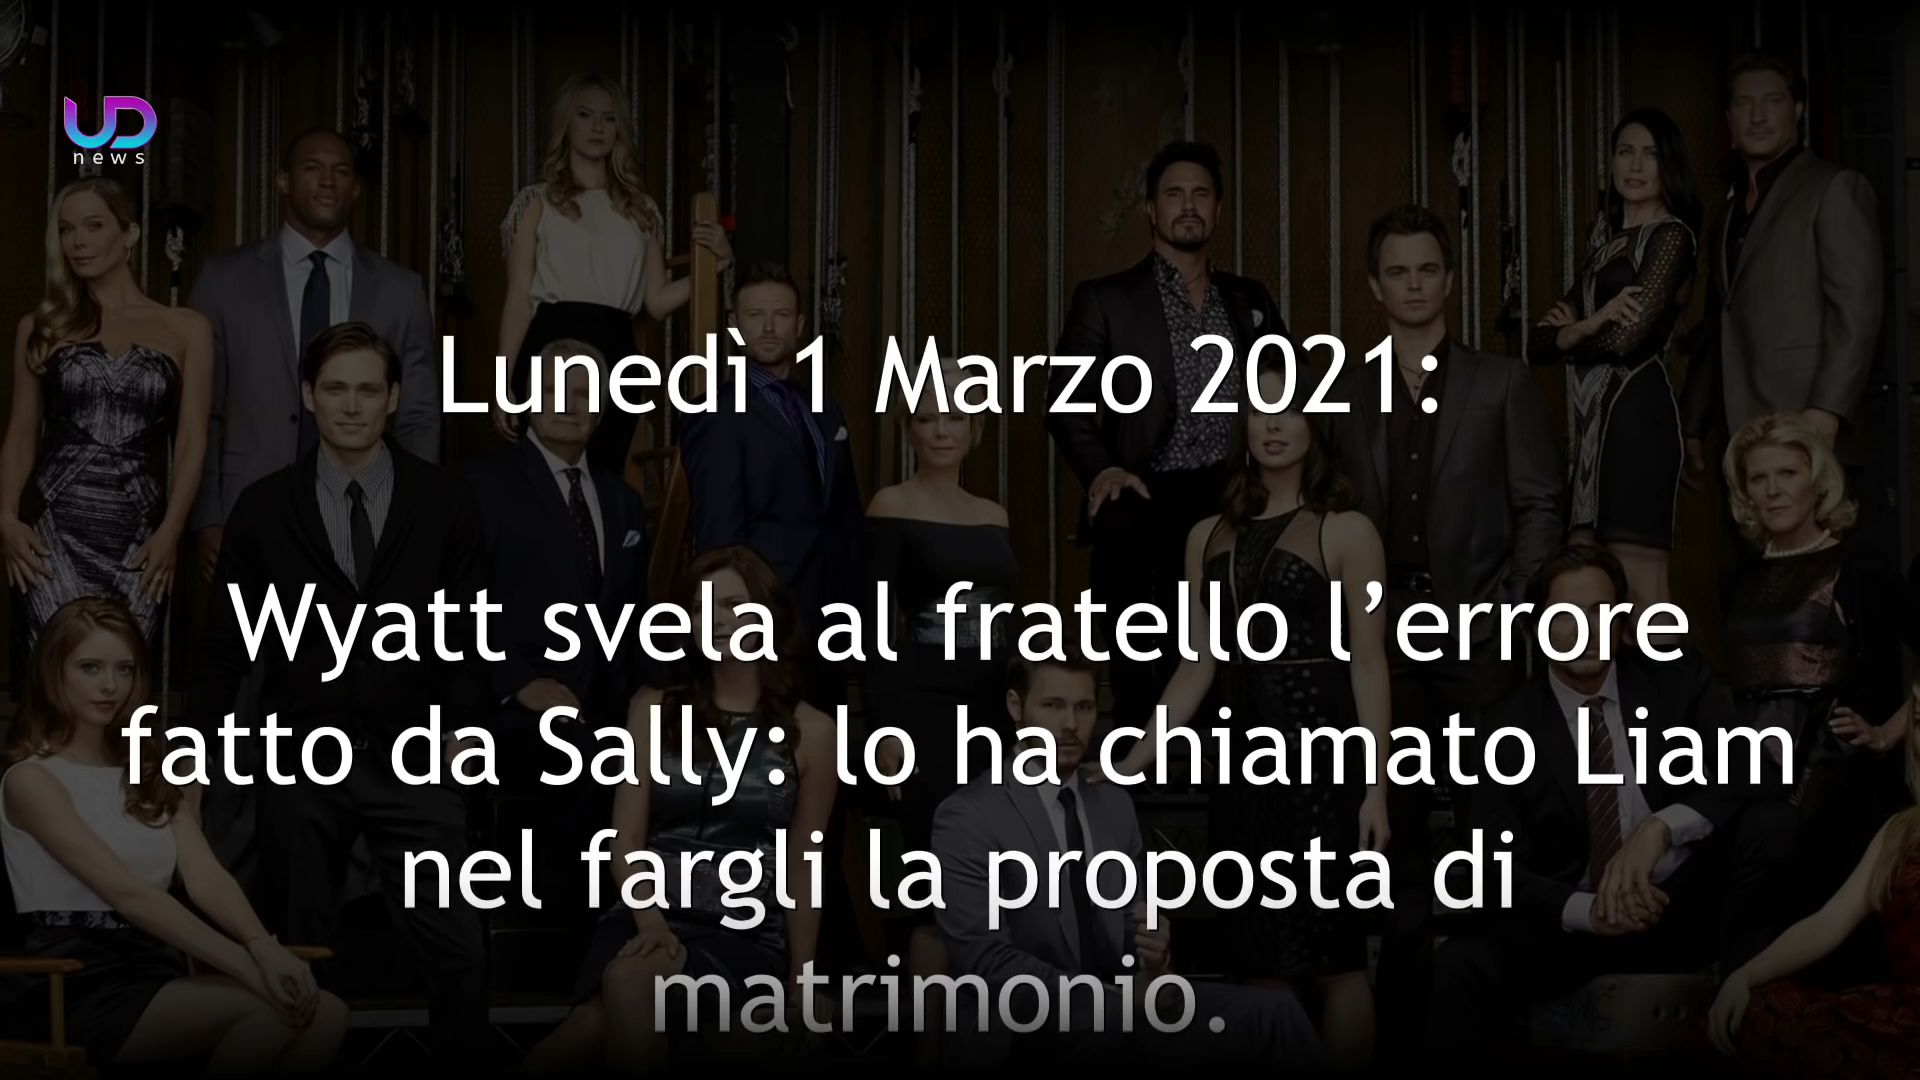 UD
news
Lunedì 1 Marzo 2021:
Wyatt svela al fratello l’errore
fatto da Sally: lo ha chiamato Liam
nel fargli la proposta di
matrimonio.